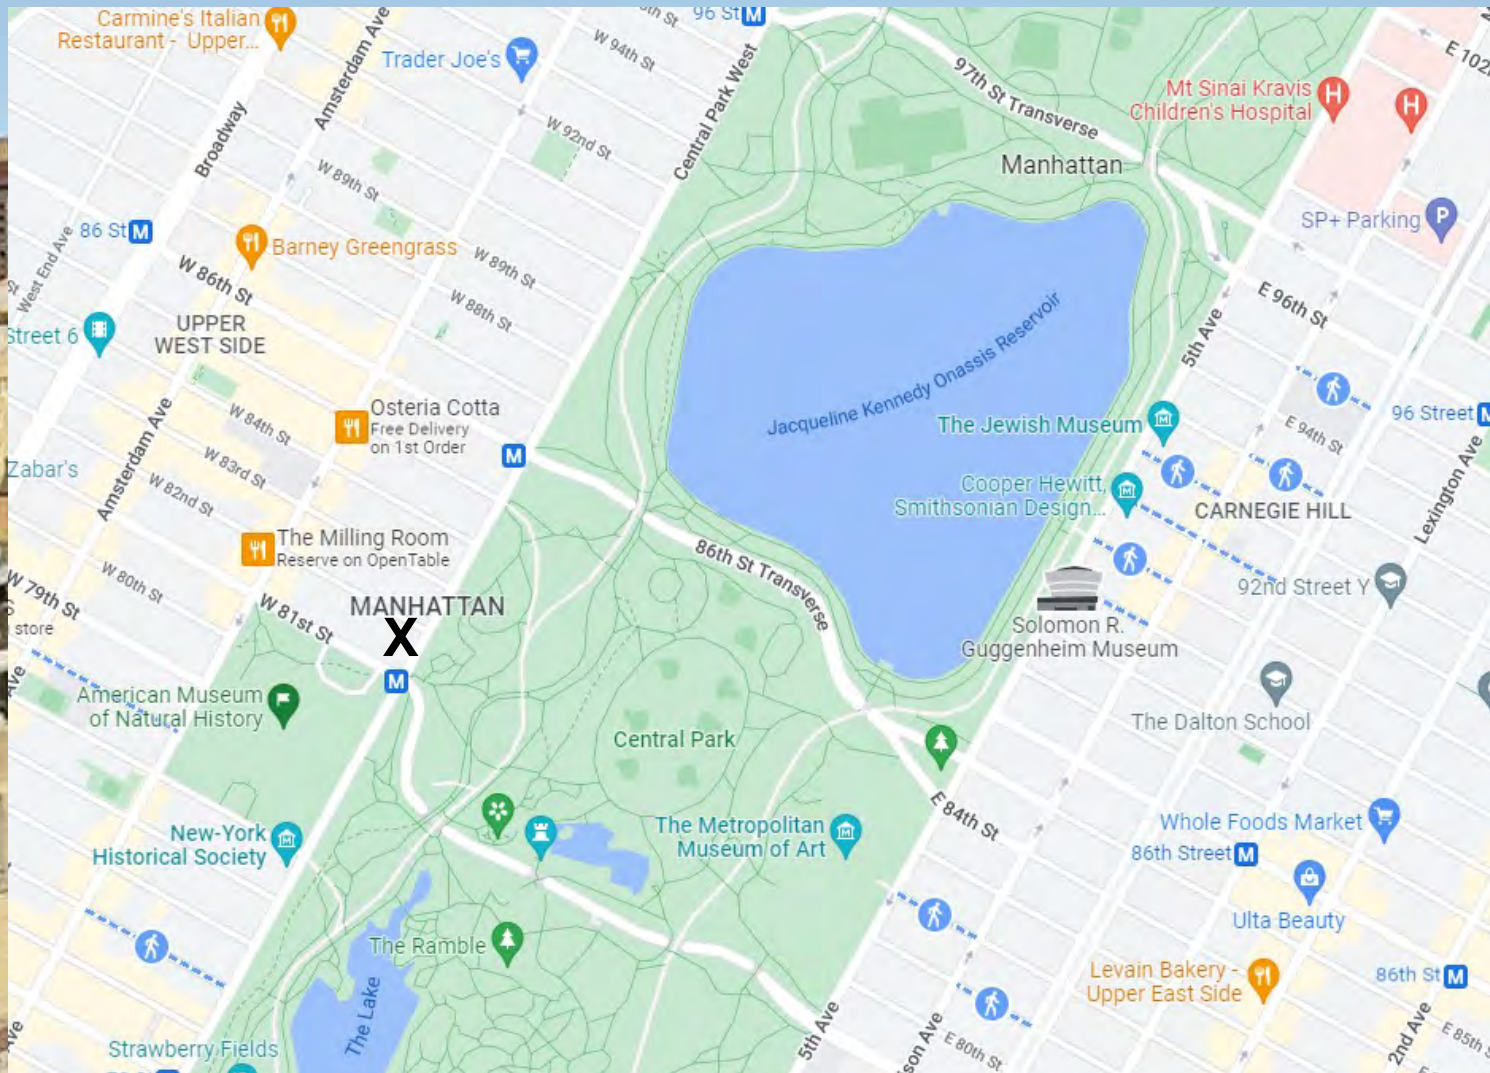 Carmine's Italian
Restaurant - Upper...
Amsterdam Ave
96 St
M
W 94th St
Trader Joe's
Central Park West
97th St Transverse
Mt Sinai Kravis
Children's Hospital
H
H
Broadway
W 92nd St
Manhattan
W 89th St
SP+ Parking
P
86 St
M
West End Ave
Barney Greengrass
W 89th St
W 86th St
W 88th St
E 96th St
UPPER
WEST SIDE
Street 6
Jacqueline Kennedy Onassis Reservoir
5th Ave
Osteria Cotta
Free Delivery
on 1st Order
W 84th St
The Jewish Museum
96 Street
M
E 94th St
Amsterdam Ave
M
Zabar's
W 83rd St
W 82nd St
Cooper Hewitt,
Smithsonian Design...
CARNEGIE HILL
Lexington Ave
The Milling Room
Reserve on OpenTable
86th St Transverse
W 80th St
W 79th St
92nd Street Y
W 81st St
MANHATTAN
X
store
Solomon R.
Guggenheim Museum
M
American Museum
of Natural History
Central Park
The Dalton School
E 84th St
New-York
Historical Society
The Metropolitan
Museum of Art
Whole Foods Market
86th Street
M
Ulta Beauty
The Ramble
Levain Bakery -
Upper East Side
86th St
M
The Lake
5th Ave
E 80th St
2nd Ave
E 85th S
Strawberry Fields